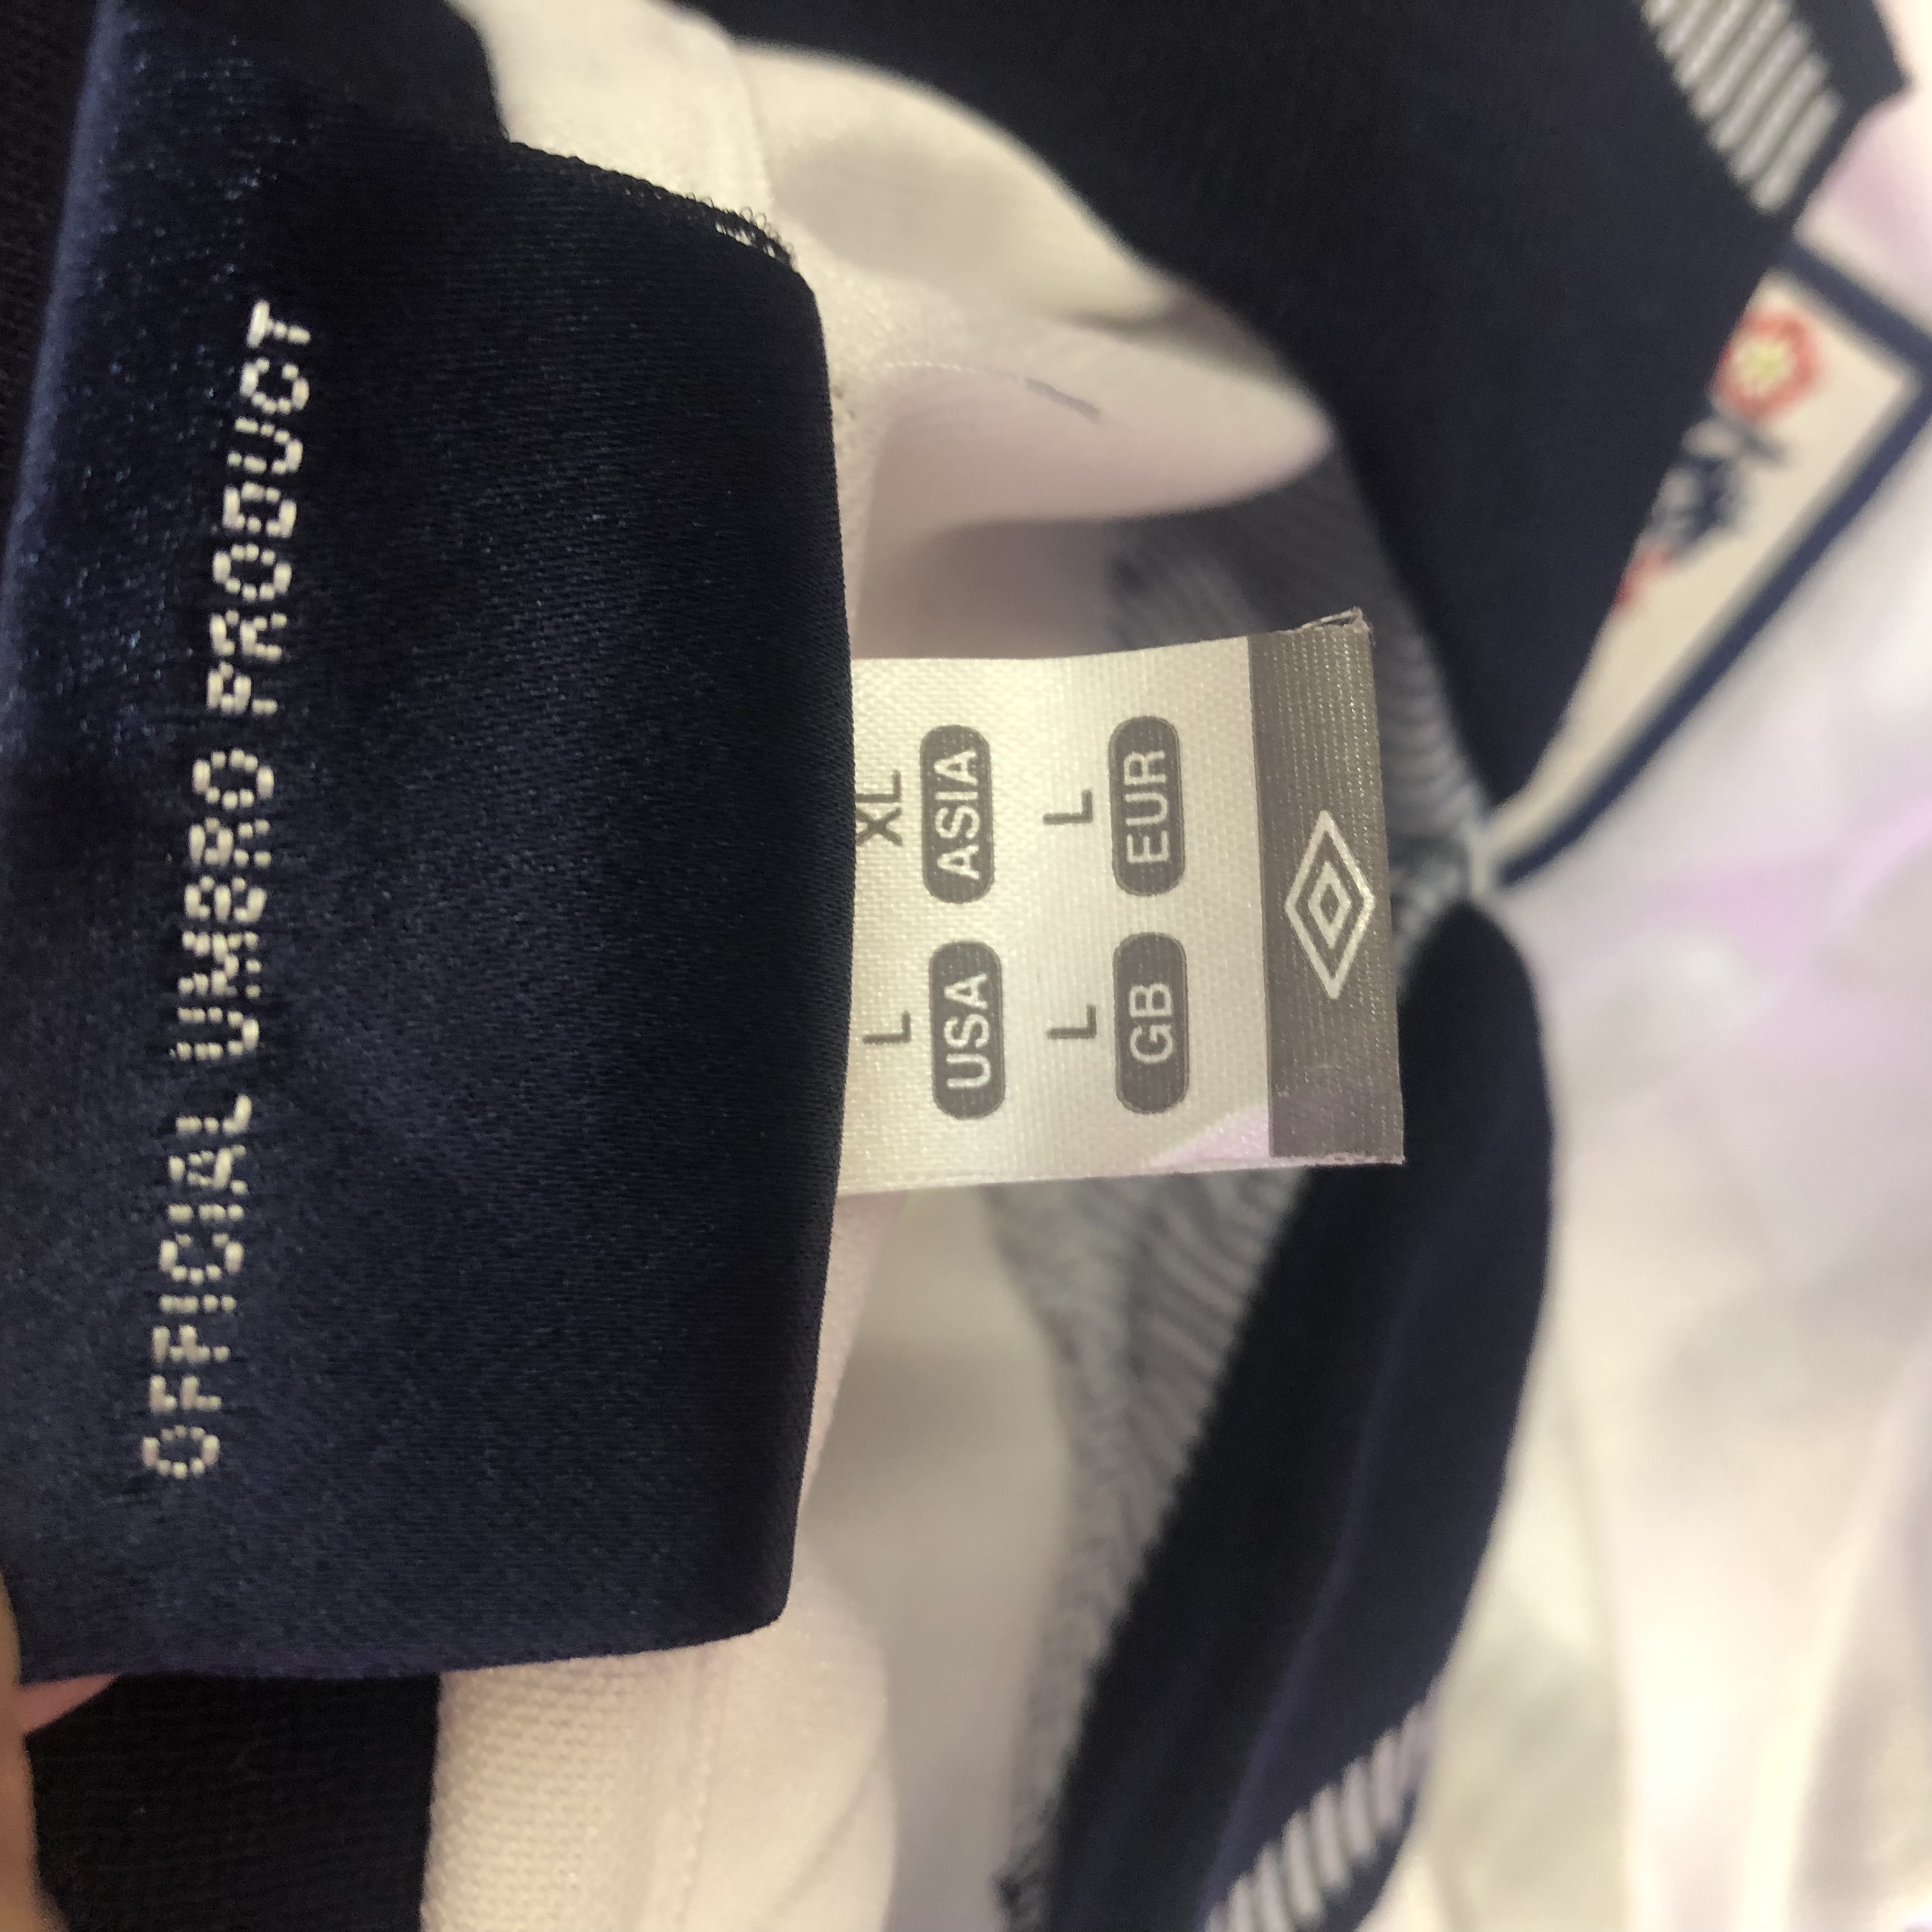 OFFICIAL UMBRO PRODUCT
L XL
USA ASIA
L L
GB EUR